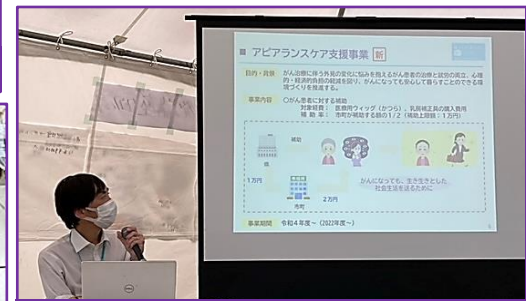 ■ アピアランスケア支援事業 新
目的・背景 がん治療に伴う外見の変化に悩みを抱えるがん患者の治療と就労の両立、心理
的・経済的負担の軽減を図り、がんになっても安心して暮らすことのできる環
境づくりを推進する。
事業内容 〇がん患者に対する補助
対象経費: 医療用ウィッグ(かつら)、乳房補正具の購入費用
補助率: 市町が補助する額の1/2(補助上限額:1万円)
補助
県
1万円
市町
2万円
がんになっても、生き生きとした
社会生活を送るために
事業期間 令和4年度~(2022年度~)
DELL